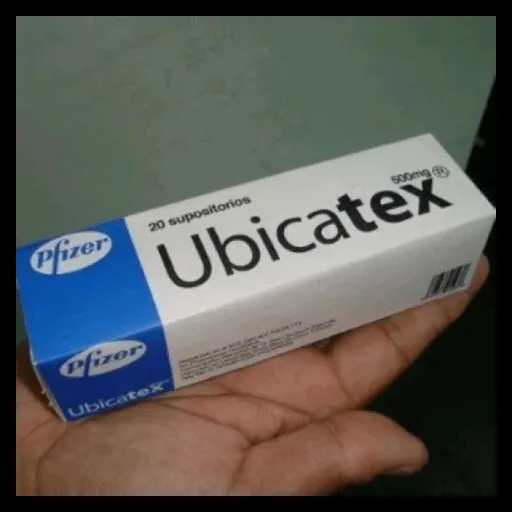 Pfizer
20 supositorios
Ubicatex
500mg ®
Pfizer
Ubicatex